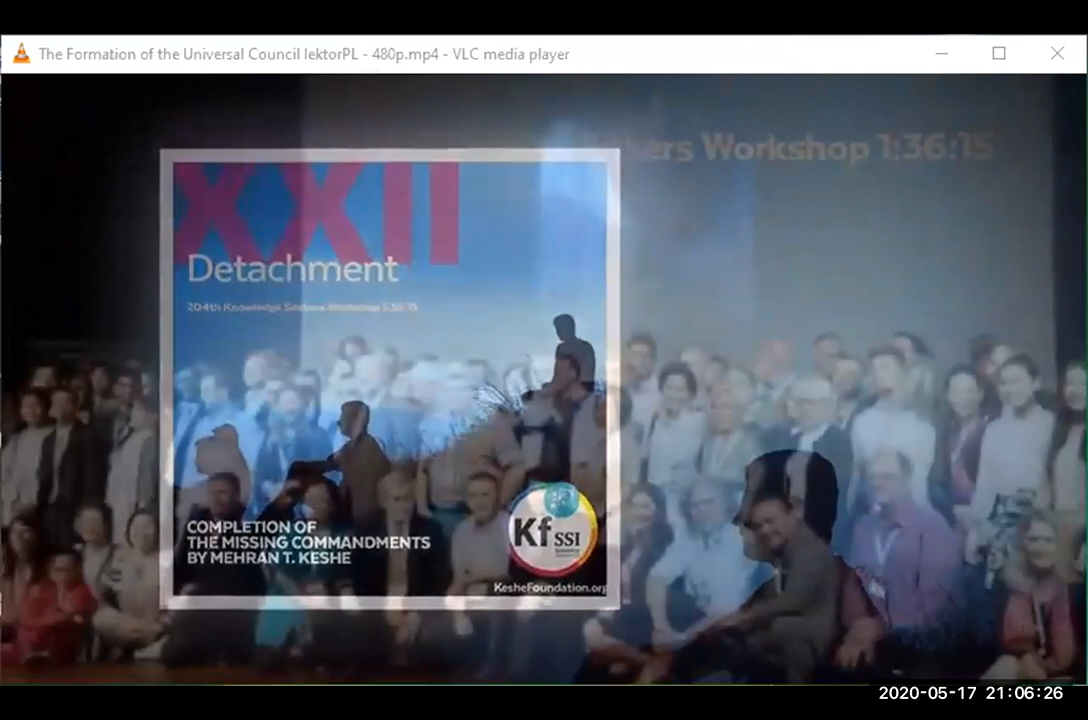 The Formation of the Universal Council lektorPL - 480p.mp4 - VLC media player
ers Workshop 1:36:15
XXII
Detachment
204th Knowledge Seekers Workshop 1:36:15
COMPLETION OF
THE MISSING COMMANDMENTS
BY MEHRAN T. KESHE
Kf SSI
KesheFoundation.org
2020-05-17 21:06:26